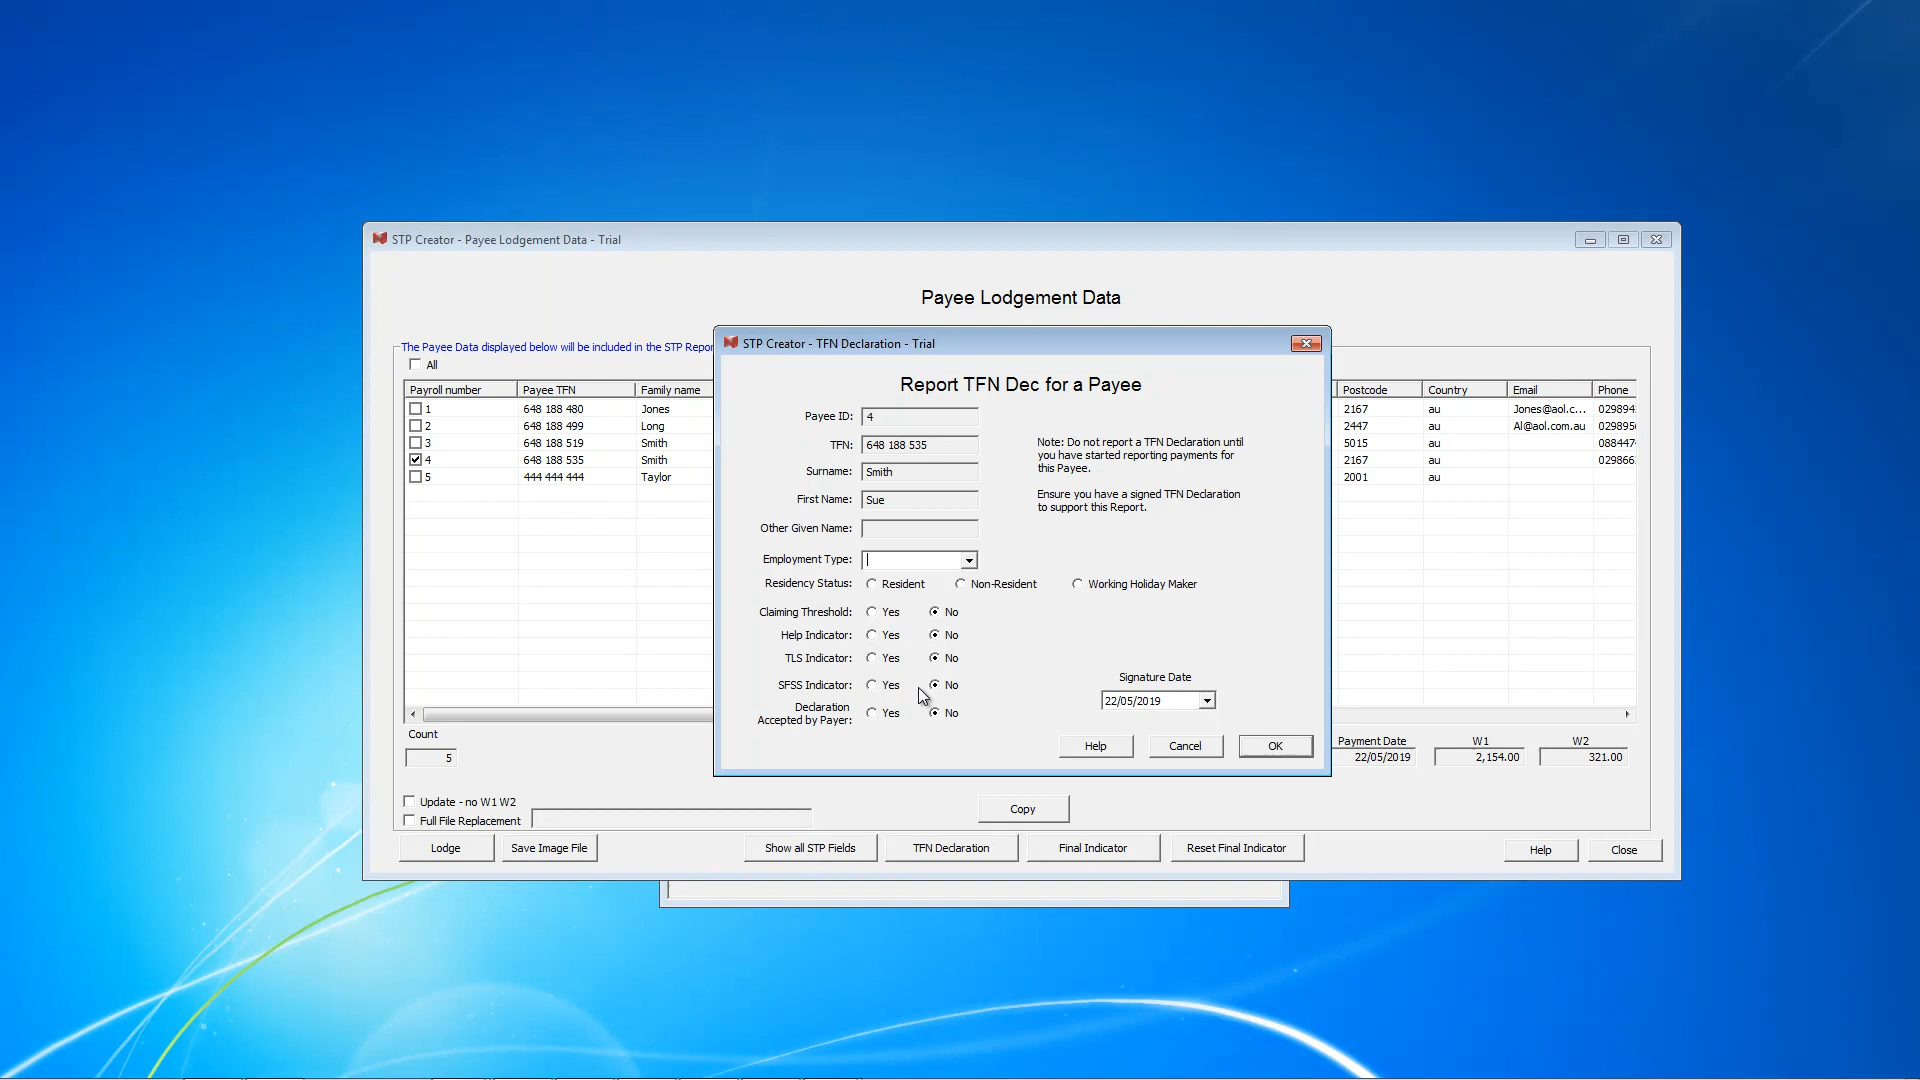 STP Creator - Payee Lodgement Data - Trial
Payee Lodgement Data
The Payee Data displayed below will be included in the STP Repor
All
Payroll number Payee TFN Family name Postcode Country Email Phone
1 648 188 480 Jones 2167 au Jones@aol.c... 029894
2 648 188 499 Long 2447 au Al@aol.com.au 029895
3 648 188 519 Smith 5015 au 088447
4 648 188 535 Smith 2167 au 029866
5 444 444 444 Taylor 2001 au
STP Creator - TFN Declaration - Trial
Report TFN Dec for a Payee
Payee ID: 4
TFN: 648 188 535
Surname: Smith
First Name: Sue
Other Given Name:
Employment Type:
Residency Status: Resident Non-Resident Working Holiday Maker
Claiming Threshold: Yes No
Help Indicator: Yes No
TLS Indicator: Yes No
SFSS Indicator: Yes No
Declaration
Accepted by Payer: Yes No
Note: Do not report a TFN Declaration until
you have started reporting payments for
this Payee.
Ensure you have a signed TFN Declaration
to support this Report.
Signature Date
22/05/2019
Help Cancel OK
Count
5
Payment Date W1 W2
22/05/2019 2,154.00 321.00
Update - no W1 W2
Full File Replacement
Copy
Lodge Save Image File Show all STP Fields TFN Declaration Final Indicator Reset Final Indicator Help Close